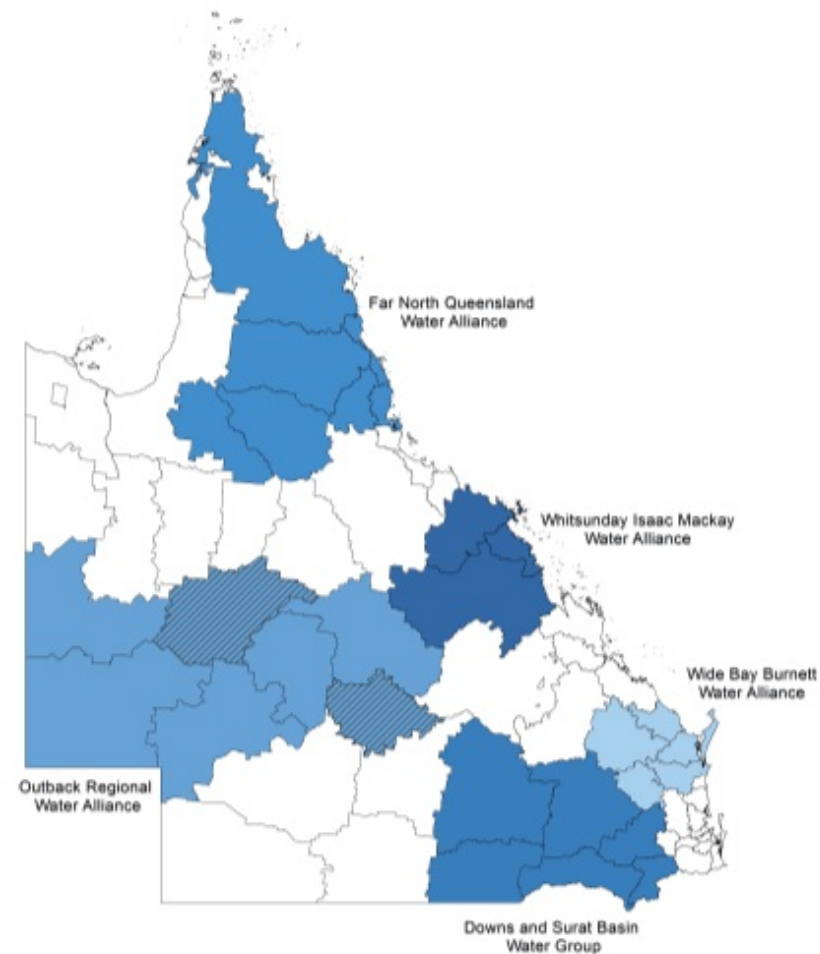 Far North Queensland
Water Alliance
Whitsunday Isaac Mackay
Water Alliance
Wide Bay Burnett
Water Alliance
Outback Regional
Water Alliance
Downs and Surat Basin
Water Group